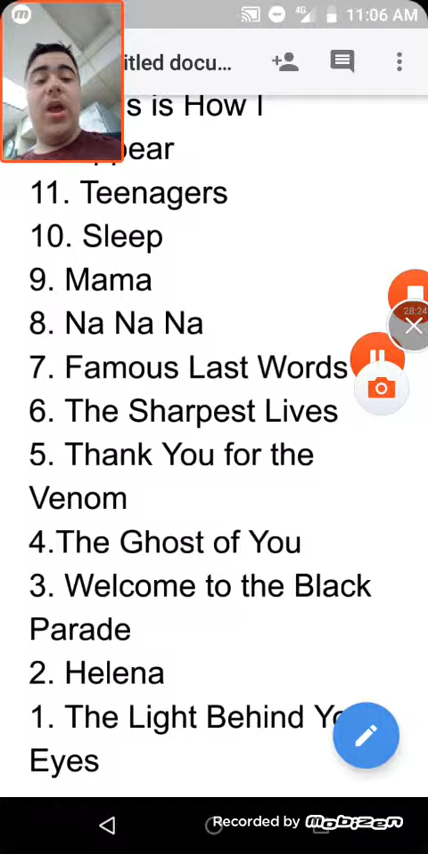 4G 11:06 AM
m
itled docu...
s is How I
pear
11. Teenagers
10. Sleep
9. Mama
28:24
8. Na Na Na
7. Famous Last Words
6. The Sharpest Lives
5. Thank You for the
Venom
4.The Ghost of You
3. Welcome to the Black
Parade
2. Helena
1. The Light Behind Yo
Eyes
Recorded by mobizen